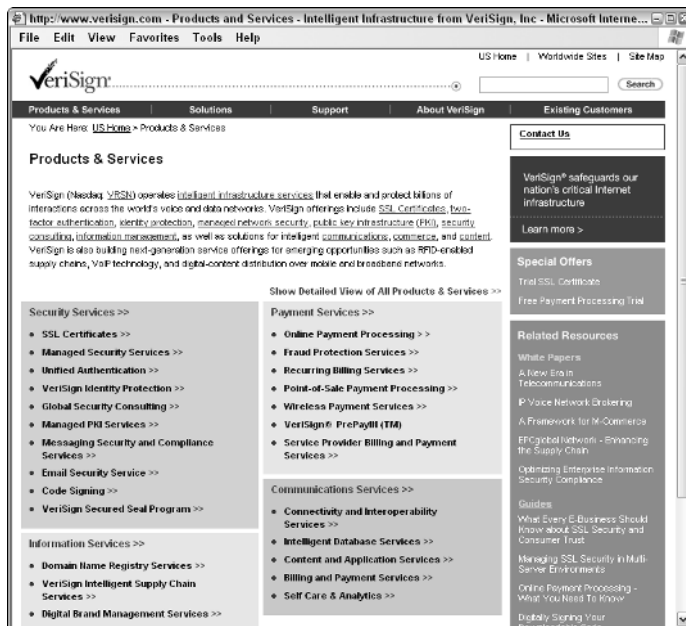 http://www.verisign.com - Products and Services - Intelligent Infrastructure from VeriSign, Inc - Microsoft Interne...
File Edit View Favorites Tools Help
US Home | Worldwide Sites | Site Map
VeriSign
Search
Products & Services | Solutions | Support | About VeriSign | Existing Customers
You Are Here: US Home > Products & Services
Products & Services
VeriSign (Nasdaq: VRSN) operates intelligent infrastructure services that enable and protect billions of
interactions across the world's voice and data networks. VeriSign offerings include SSL Certificates, two-
factor authentication, identity protection, managed network security, public key infrastructure (PKI), security
consulting, information management, as well as solutions for intelligent communications, commerce, and content.
VeriSign is also building next-generation service offerings for emerging opportunities such as RFID-enabled
supply chains, VoIP technology, and digital-content distribution over mobile and broadband networks.
Show Detailed View of All Products & Services >>
Security Services >>
SSL Certificates >>
Managed Security Services >>
Unified Authentication >>
VeriSign Identity Protection >>
Global Security Consulting >>
Managed PKI Services >>
Messaging Security and Compliance
Services >>
Email Security Service >>
Code Signing >>
VeriSign Secured Seal Program >>
Information Services >>
Domain Name Registry Services >>
VeriSign Intelligent Supply Chain
Services >>
Digital Brand Management Services >>
Payment Services >>
Online Payment Processing > >
Fraud Protection Services >>
Recurring Billing Services >>
Point-of-Sale Payment Processing >>
Wireless Payment Services >>
VeriSign® PrePayIII (TM)
Service Provider Billing and Payment
Services >>
Communications Services >>
Connectivity and Interoperability
Services >>
Intelligent Database Services >>
Content and Application Services >>
Billing and Payment Services >>
Self Care & Analytics >>
Contact Us
VeriSign® safeguards our
nation's critical Internet
infrastructure
Learn more >
Special Offers
Trial SSL Certificate
Free Payment Processing Trial
Related Resources
White Papers
A New Era in
Telecommunications
IP Voice Network Brokering
A Framework for M-Commerce
EPCglobal Network - Enhancing
the Supply Chain
Optimizing Enterprise Information
Security Compliance
Guides
What Every E-Business Should
Know about SSL Security and
Consumer Trust
Managing SSL Security in Multi-
Server Environments
Online Payment Processing -
What You Need To Know
Digitally Signing Your